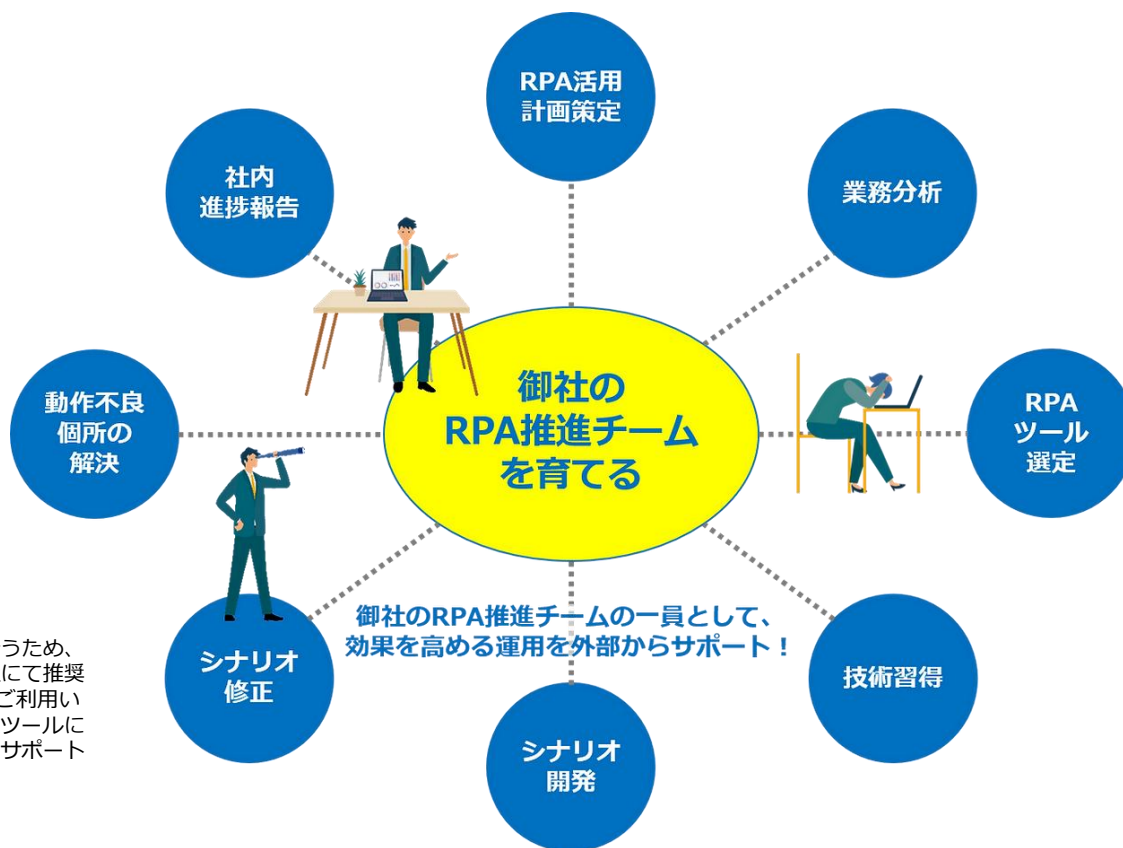 RPA活用
計画策定
業務分析
RPA
ツール
選定
技術習得
シナリオ
開発
シナリオ
修正
動作不良
個所の
解決
社内
進捗報告
御社の
RPA推進チーム
を育てる
御社のRPA推進チームの一員として、
効果を高める運用を外部からサポート！
うため、
にて推奨
ご利用い
ツールに
サポート